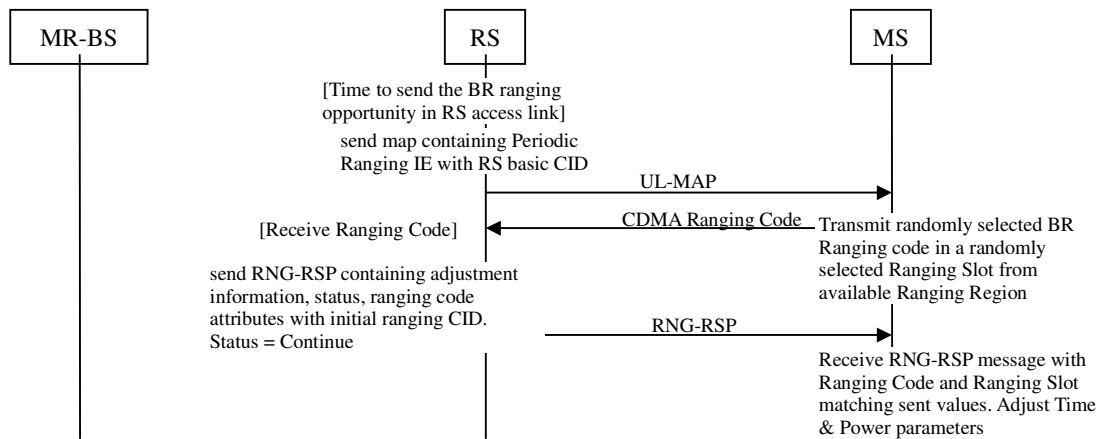 MR-BS
RS
MS
[Time to send the BR ranging
opportunity in RS access link]
send map containing Periodic
Ranging IE with RS basic CID
UL-MAP
CDMA Ranging Code
[Receive Ranging Code]
Transmit randomly selected BR
Ranging code in a randomly
selected Ranging Slot from
available Ranging Region
send RNG-RSP containing adjustment
information, status, ranging code
attributes with initial ranging CID.
Status = Continue
RNG-RSP
Receive RNG-RSP message with
Ranging Code and Ranging Slot
matching sent values. Adjust Time
& Power parameters